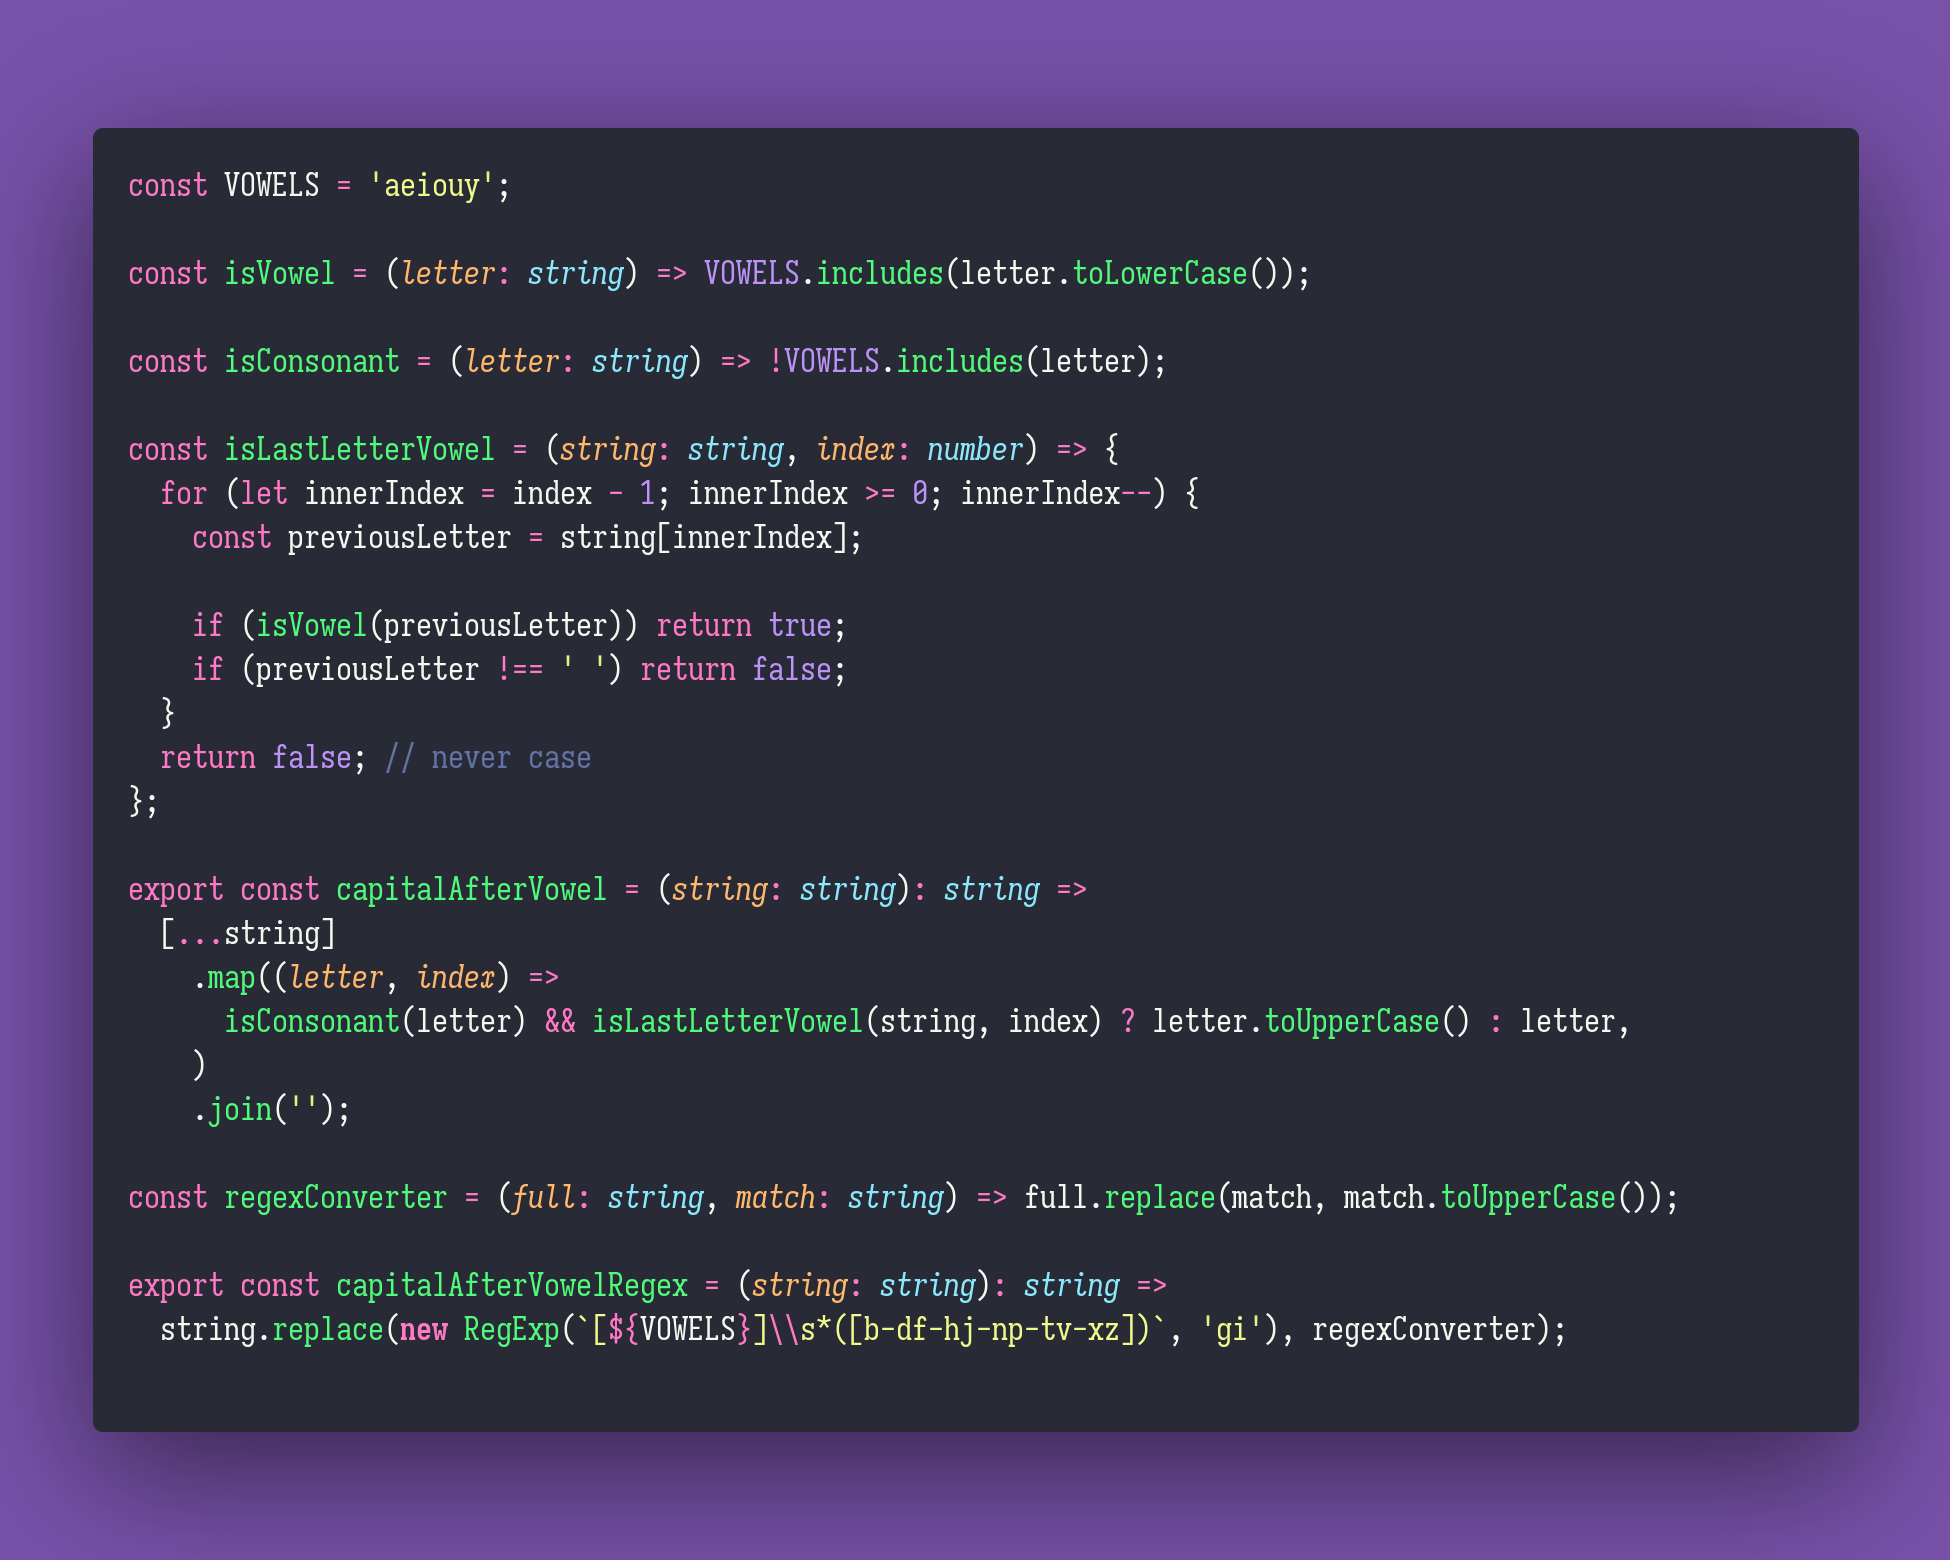 const VOWELS = 'aeiouy';

const isVowel = (letter: string) => VOWELS.includes(letter.toLowerCase());

const isConsonant = (letter: string) => !VOWELS.includes(letter);

const isLastLetterVowel = (string: string, index: number) => {
  for (let innerIndex = index - 1; innerIndex >= 0; innerIndex--) {
    const previousLetter = string[innerIndex];

    if (isVowel(previousLetter)) return true;
    if (previousLetter !== ' ') return false;
  }
  return false; // never case
};

export const capitalAfterVowel = (string: string): string =>
  [...string]
    .map((letter, index) =>
      isConsonant(letter) && isLastLetterVowel(string, index) ? letter.toUpperCase() : letter,
    )
    .join('');

const regexConverter = (full: string, match: string) => full.replace(match, match.toUpperCase());

export const capitalAfterVowelRegex = (string: string): string =>
  string.replace(new RegExp(`[${VOWELS}]\\s*([b-df-hj-np-tv-xz])`, 'gi'), regexConverter);